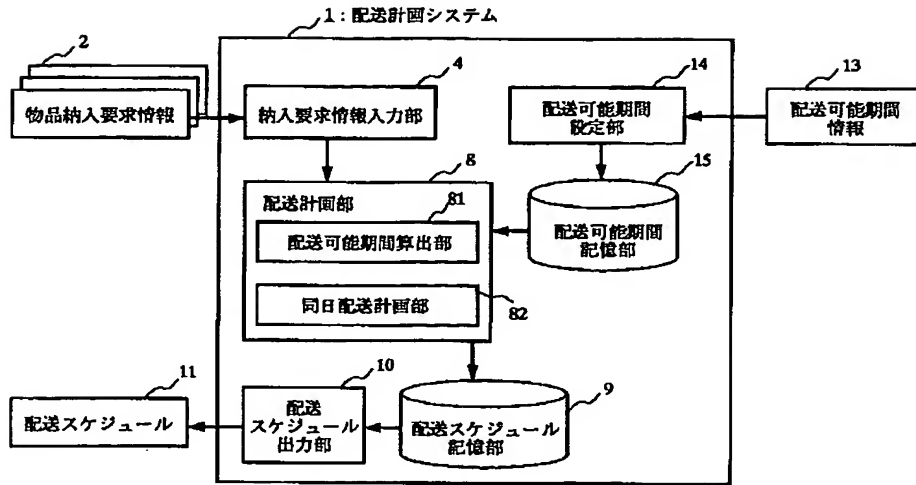 1：配送計画システム
2
物品納入要求情報
4
納入要求情報入力部
14
配送可能期間
設定部
13
配送可能期間
情報
8
配送計画部
81
配送可能期間算出部
82
同日配送計画部
15
配送可能期間
記憶部
11
配送スケジュール
10
配送
スケジュール
出力部
9
配送スケジュール
記憶部